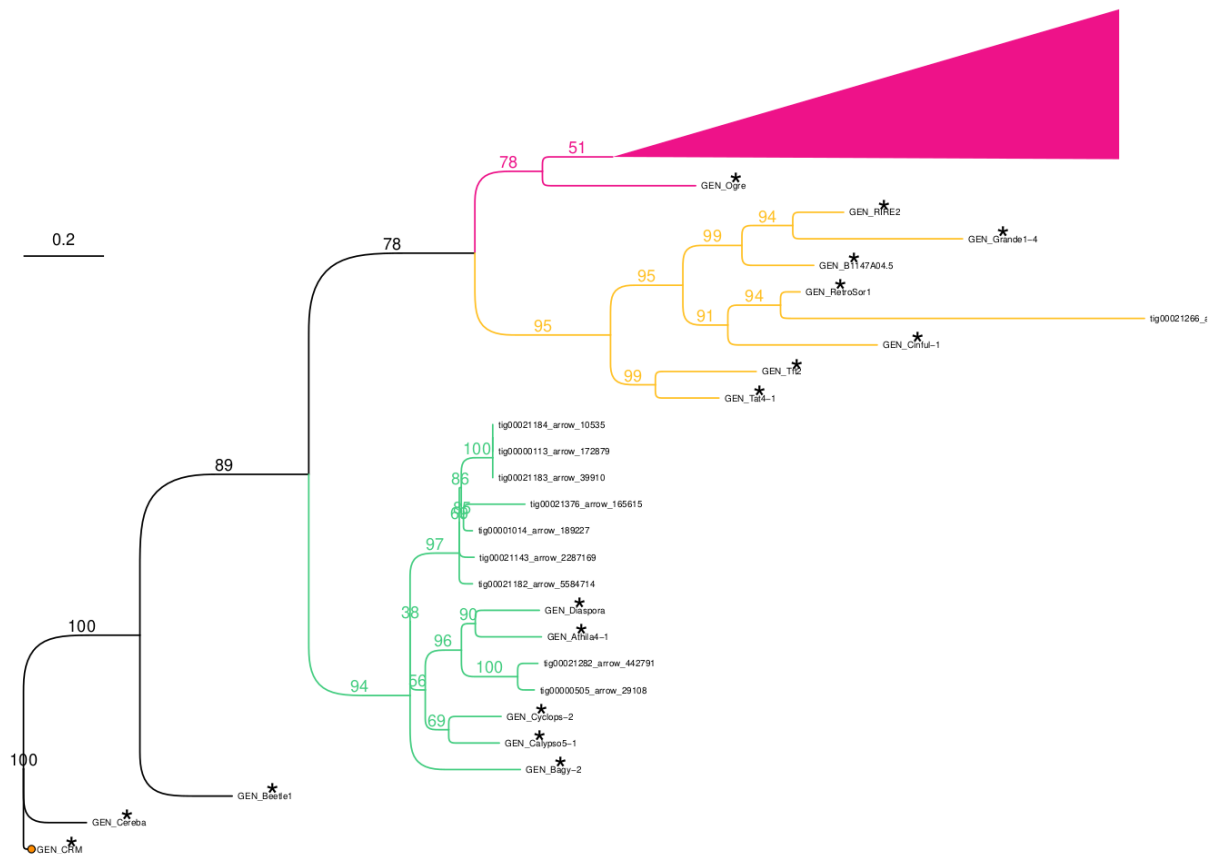 51
78
GEN_Ogre
*
GEN_RIRE2
*
94
0.2
99
GEN_Grande1−4
*
78
GEN_B1147A04.5
*
95
GEN_RetroSor1
*
94
91
tig00021266_a
95
GEN_Cinful−1
*
99
*
GEN_Tat4−1
*
tig00021184_arrow_10535
100
tig00000113_arrow_172879
89
tig00021183_arrow_39910
86
tig00021376_arrow_165615
tig00001014_arrow_189227
97
tig00021143_arrow_2287169
tig00021182_arrow_5584714
38
90
GEN_Diaspora
*
100
GEN_Athila4−1
*
96
100
tig00021282_arrow_442791
94
56
tig00000505_arrow_29108
69
GEN_Cyclops−2
*
GEN_Calypso5−1
*
100
GEN_Bagy−2
*
GEN_Beetle1
*
GEN_Cereba
*
GEN_CRM
*